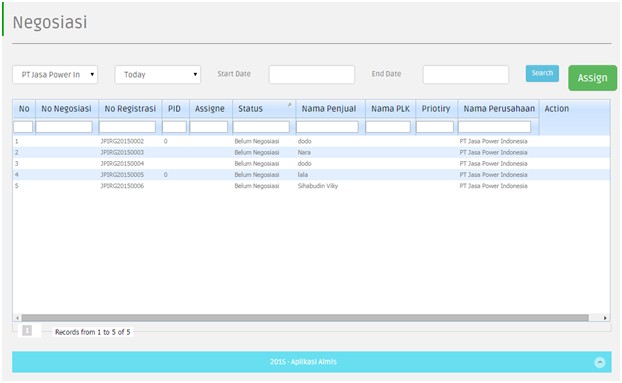 Negosiasi
PT Jasa Power In Today Start Date End Date Search Assign
No No Negosiasi No Registrasi PID Assigne Status Nama Penjual Nama PLK Priotiry Nama Perusahaan Action
1 JPIRG20150002 0 Belum Negosiasi dodo PT Jasa Power Indonesia
2 JPIRG20150003 Belum Negosiasi Nara PT Jasa Power Indonesia
3 JPIRG20150004 Belum Negosiasi dodo PT Jasa Power Indonesia
4 JPIRG20150005 0 Belum Negosiasi lala PT Jasa Power Indonesia
5 JPIRG20150006 Belum Negosiasi Sihabudin Viky PT Jasa Power Indonesia
1 Records from 1 to 5 of 5
2015 - Aplikasi Almis